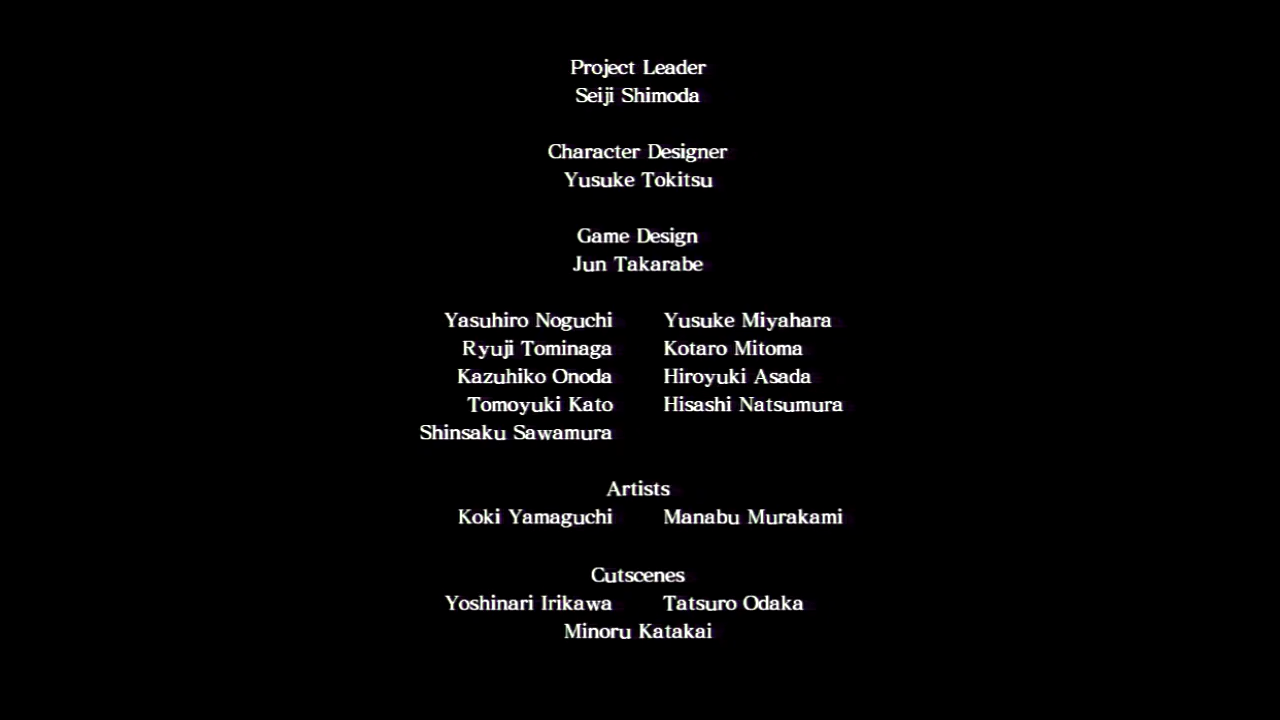 Project Leader
Seiji Shimoda
Character Designer
Yusuke Tokitsu
Game Design
Jun Takarabe
Yasuhiro Noguchi Yusuke Miyahara
Ryuji Tominaga Kotaro Mitoma
Kazuhiko Onoda Hiroyuki Asada
Tomoyuki Kato Hisashi Natsumura
Shinsaku Sawamura
Artists
Koki Yamaguchi Manabu Murakami
Cutscenes
Yoshinari Irikawa Tatsuro Odaka
Minoru Katakai